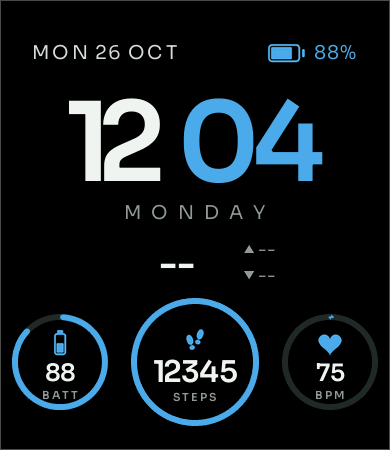 MON 26 OCT 88%
12 04
MONDAY
-- ▲--
▼--
88
BATT
12345
STEPS
75
BPM